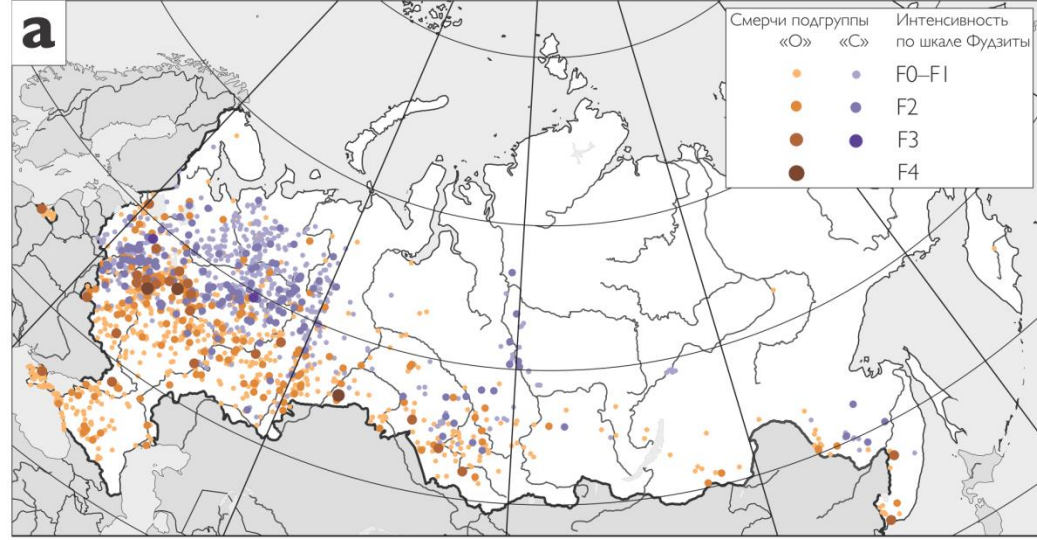 a
Смерчи подгруппы
«О» «С»
Интенсивность
по шкале Фудзиты
F0–F1
F2
F3
F4